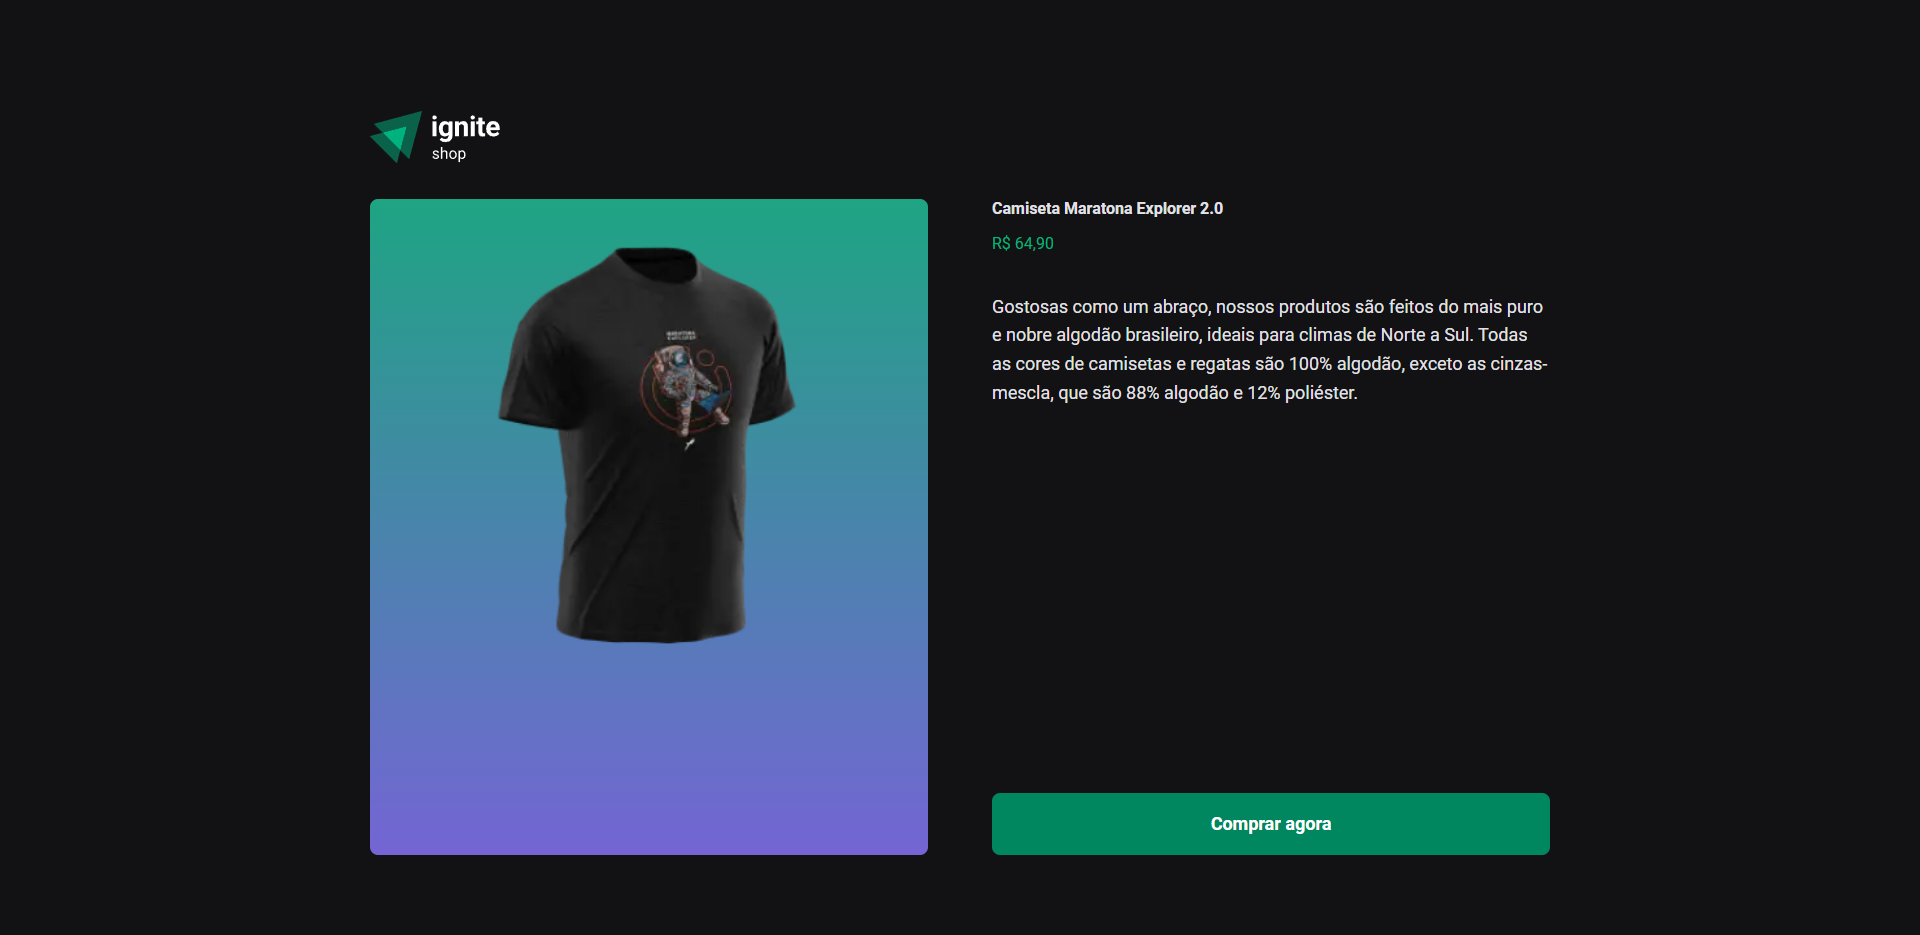 ignite
shop
Camiseta Maratona Explorer 2.0
R$ 64,90
Gostosas como um abraço, nossos produtos são feitos do mais puro
e nobre algodão brasileiro, ideais para climas de Norte a Sul. Todas
as cores de camisetas e regatas são 100% algodão, exceto as cinzas-
mescla, que são 88% algodão e 12% poliéster.
Comprar agora